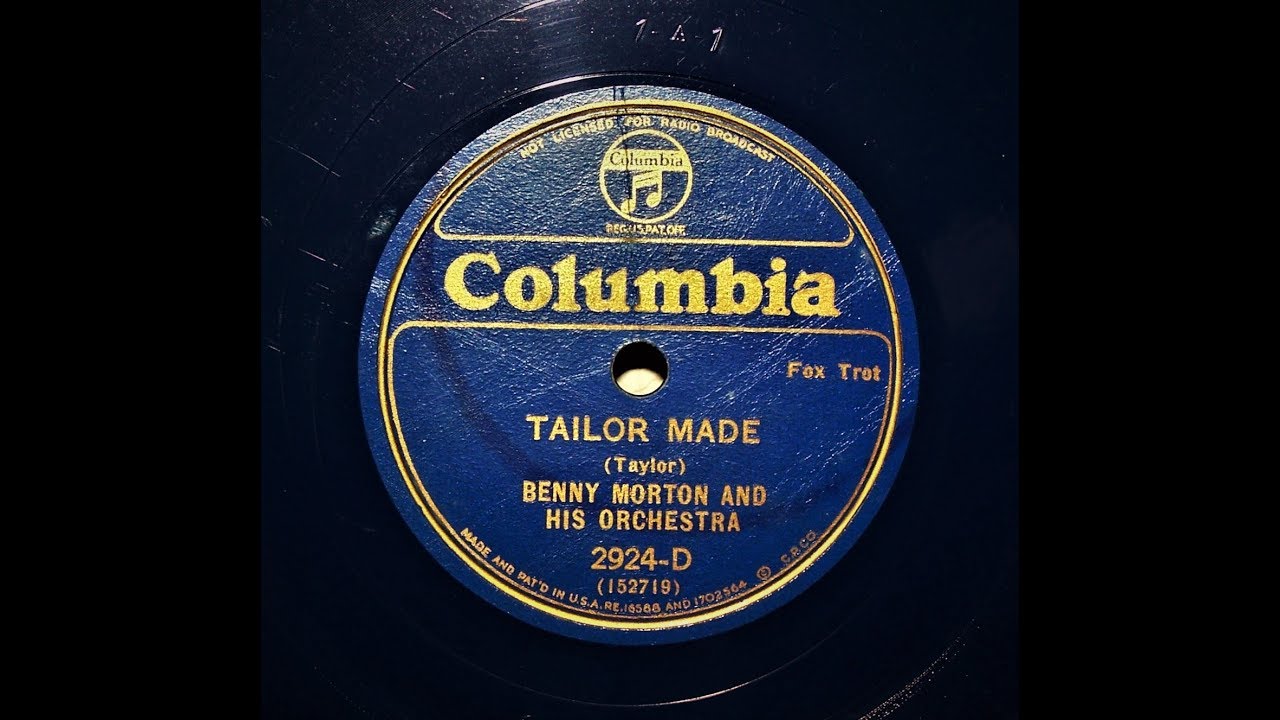 1-A-1
NOT LICENSED FOR RADIO BROADCAST
Columbia
REG.U.S.PAT.OFF.
Columbia
Fox Trot
TAILOR MADE
(Taylor)
BENNY MORTON AND
HIS ORCHESTRA
2924-D
(152719)
MADE AND PAT'D IN U.S.A. RE.16588 AND 1702564 © C.P.CO.